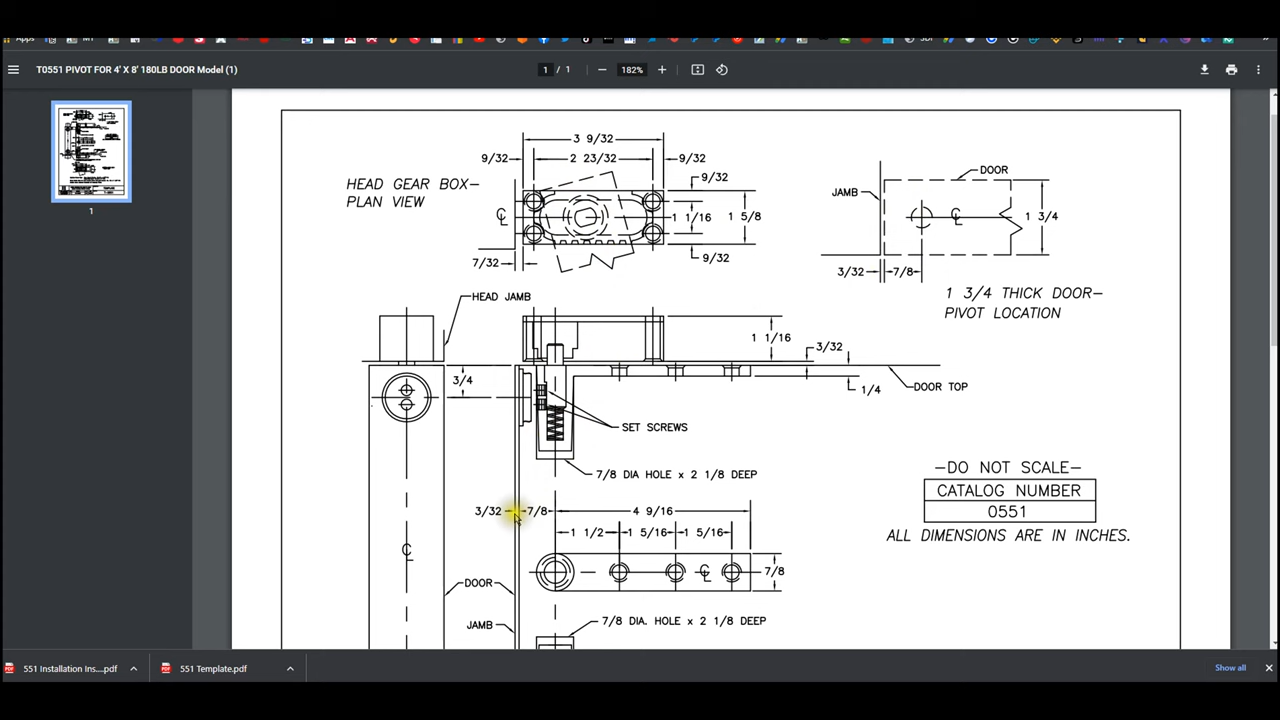 Apps
T0551 PIVOT FOR 4' X 8' 180LB DOOR Model (1)
1 / 1
182%
1
3 9/32
9/32
2 23/32
9/32
HEAD GEAR BOX-
PLAN VIEW
9/32
1 1/16
1 5/8
9/32
7/32
JAMB
DOOR
1 3/4
3/32
7/8
1 3/4 THICK DOOR-
PIVOT LOCATION
HEAD JAMB
1 1/16
3/32
1/4
DOOR TOP
3/4
SET SCREWS
7/8 DIA HOLE x 2 1/8 DEEP
-DO NOT SCALE-
CATALOG NUMBER
0551
ALL DIMENSIONS ARE IN INCHES.
3/32
7/8
4 9/16
1 1/2
1 5/16
1 5/16
7/8
DOOR
JAMB
7/8 DIA. HOLE x 2 1/8 DEEP
551 Installation Ins....pdf
551 Template.pdf
Show all